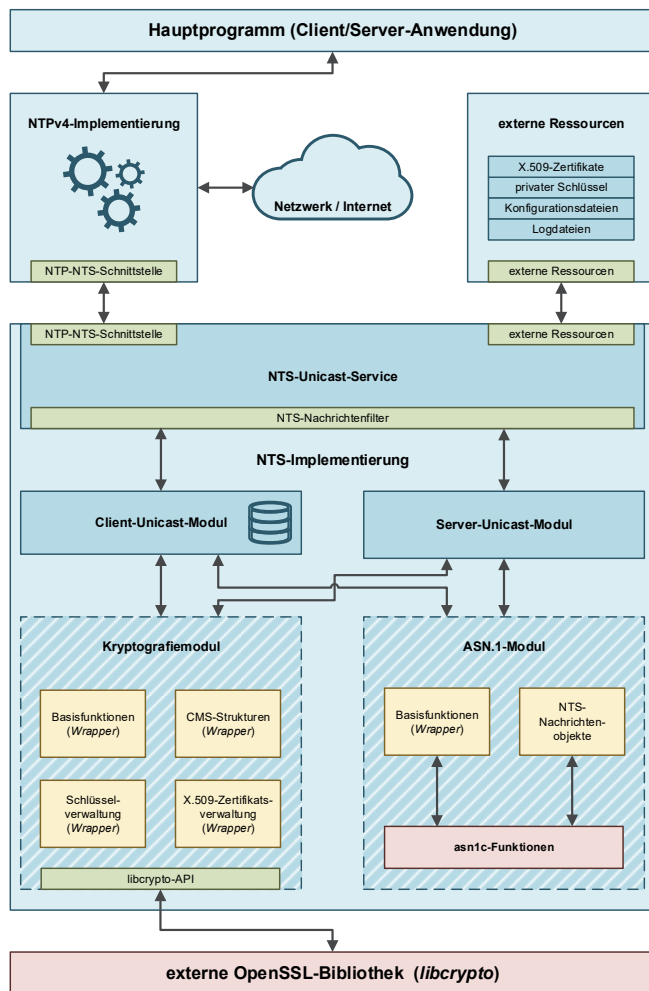 Hauptprogramm (Client/Server-Anwendung)
NTPv4-Implementierung
Netzwerk / Internet
NTP-NTS-Schnittstelle
externe Ressourcen
X.509-Zertifikate
privater Schlüssel
Konfigurationsdateien
Logdateien
externe Ressourcen
NTP-NTS-Schnittstelle
externe Ressourcen
NTS-Unicast-Service
NTS-Nachrichtenfilter
NTS-Implementierung
Client-Unicast-Modul
Server-Unicast-Modul
Kryptografiemodul
Basisfunktionen
(Wrapper)
CMS-Strukturen
(Wrapper)
Schlüssel-
verwaltung
(Wrapper)
X.509-Zertifikats-
verwaltung
(Wrapper)
libcrypto-API
ASN.1-Modul
Basisfunktionen
(Wrapper)
NTS-
Nachrichten-
objekte
asn1c-Funktionen
externe OpenSSL-Bibliothek (libcrypto)